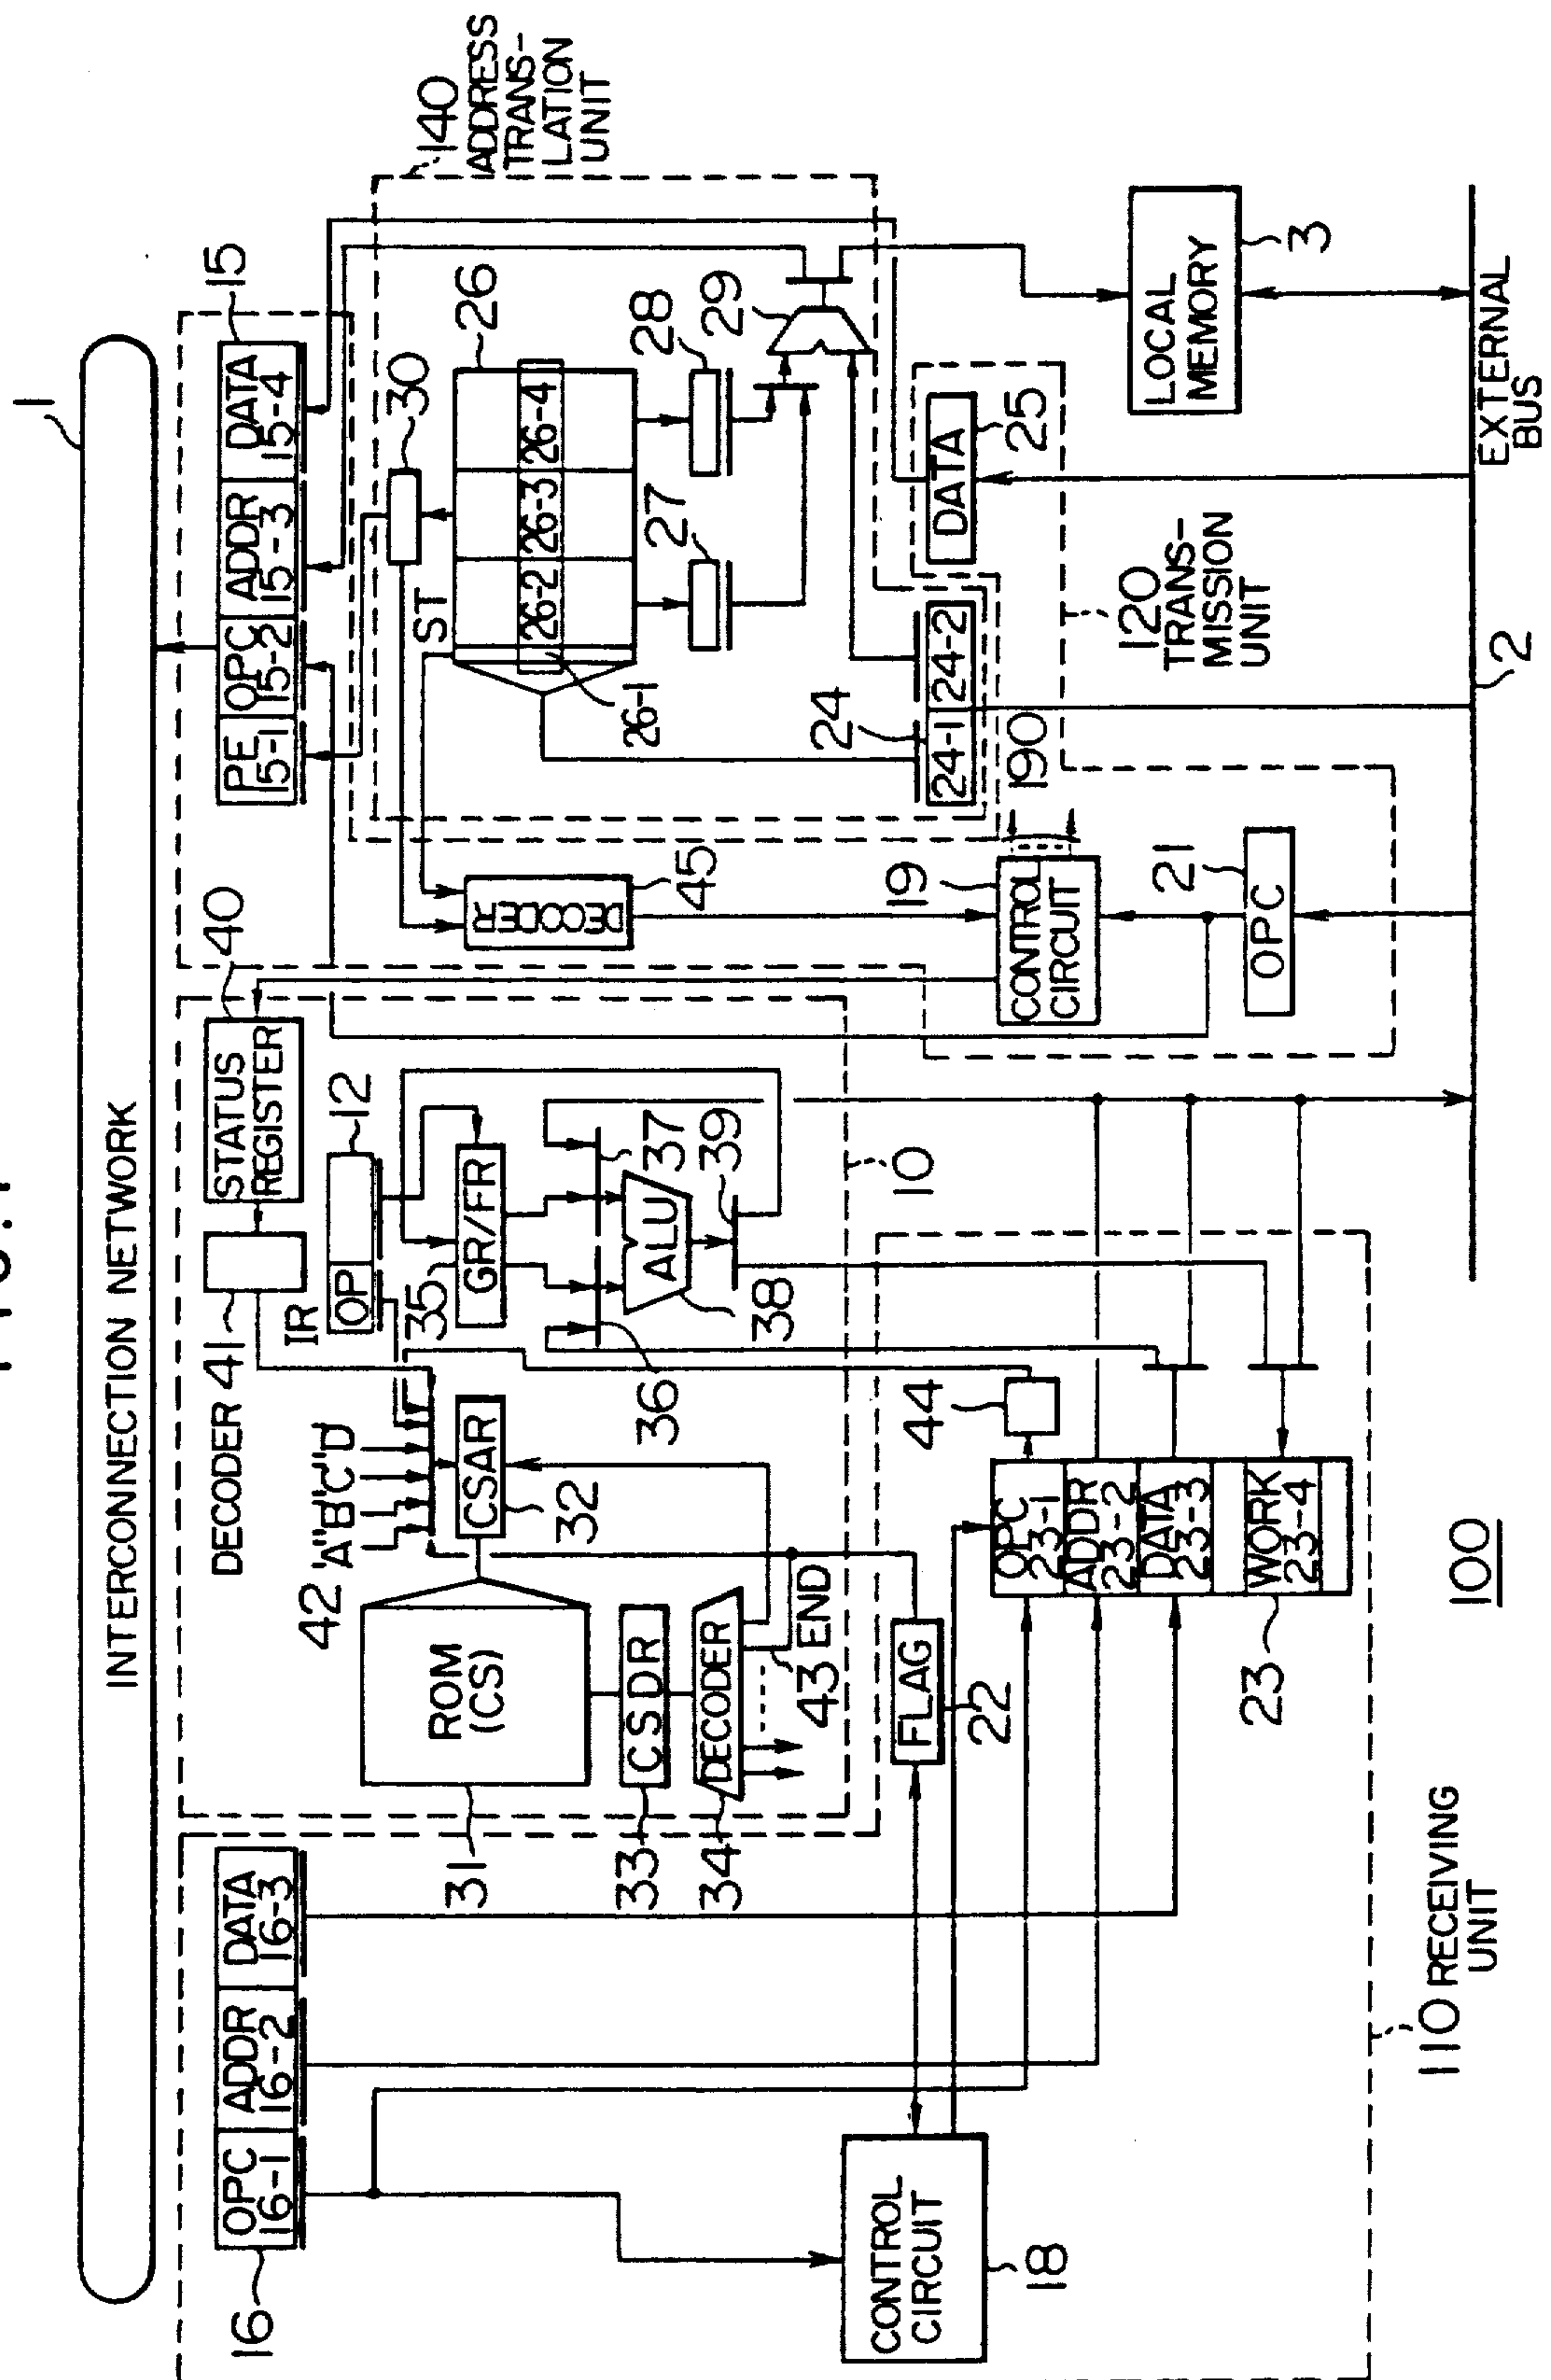 1
INTERCONNECTION NETWORK
16
OPC
16-1
ADDR
16-2
DATA
16-3
DECODER 41
STATUS
REGISTER
40
PE
15-1
OPC
15-2
ADDR
15-3
DATA
15-4
15
140
ADDRESS
TRANS-
LATION
UNIT
42
"A"
"B"
"C"
"D"
IR
OP
12
30
ST
ROM
(CS)
31
CSAR
32
35
GR/FR
DECODER
45
26-1
26-2
26-3
26-4
26
CSDR
33
DECODER
34
43 END
36
37
ALU
38
39
10
27
28
29
24
24-1
24-2
DATA
25
CONTROL
CIRCUIT
18
FLAG
22
44
CONTROL
CIRCUIT
19
190
OPC
23-1
ADDR
23-2
DATA
23-3
WORK
23-4
23
OPC
21
120
TRANS-
MISSION
UNIT
LOCAL
MEMORY
3
110 RECEIVING
UNIT
100
2
EXTERNAL
BUS